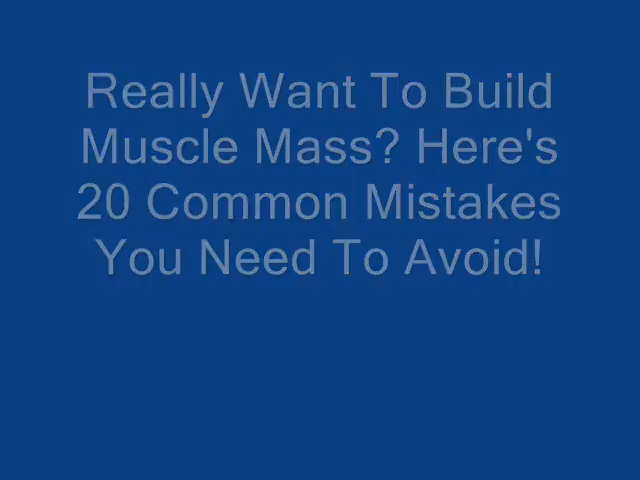 Really Want To Build
Muscle Mass? Here's
20 Common Mistakes
You Need To Avoid!